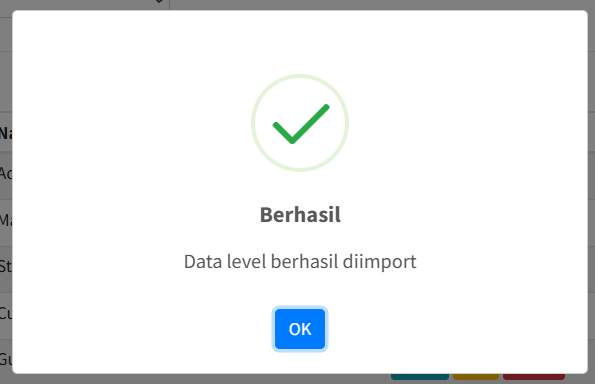 Berhasil
Data level berhasil diimport
OK